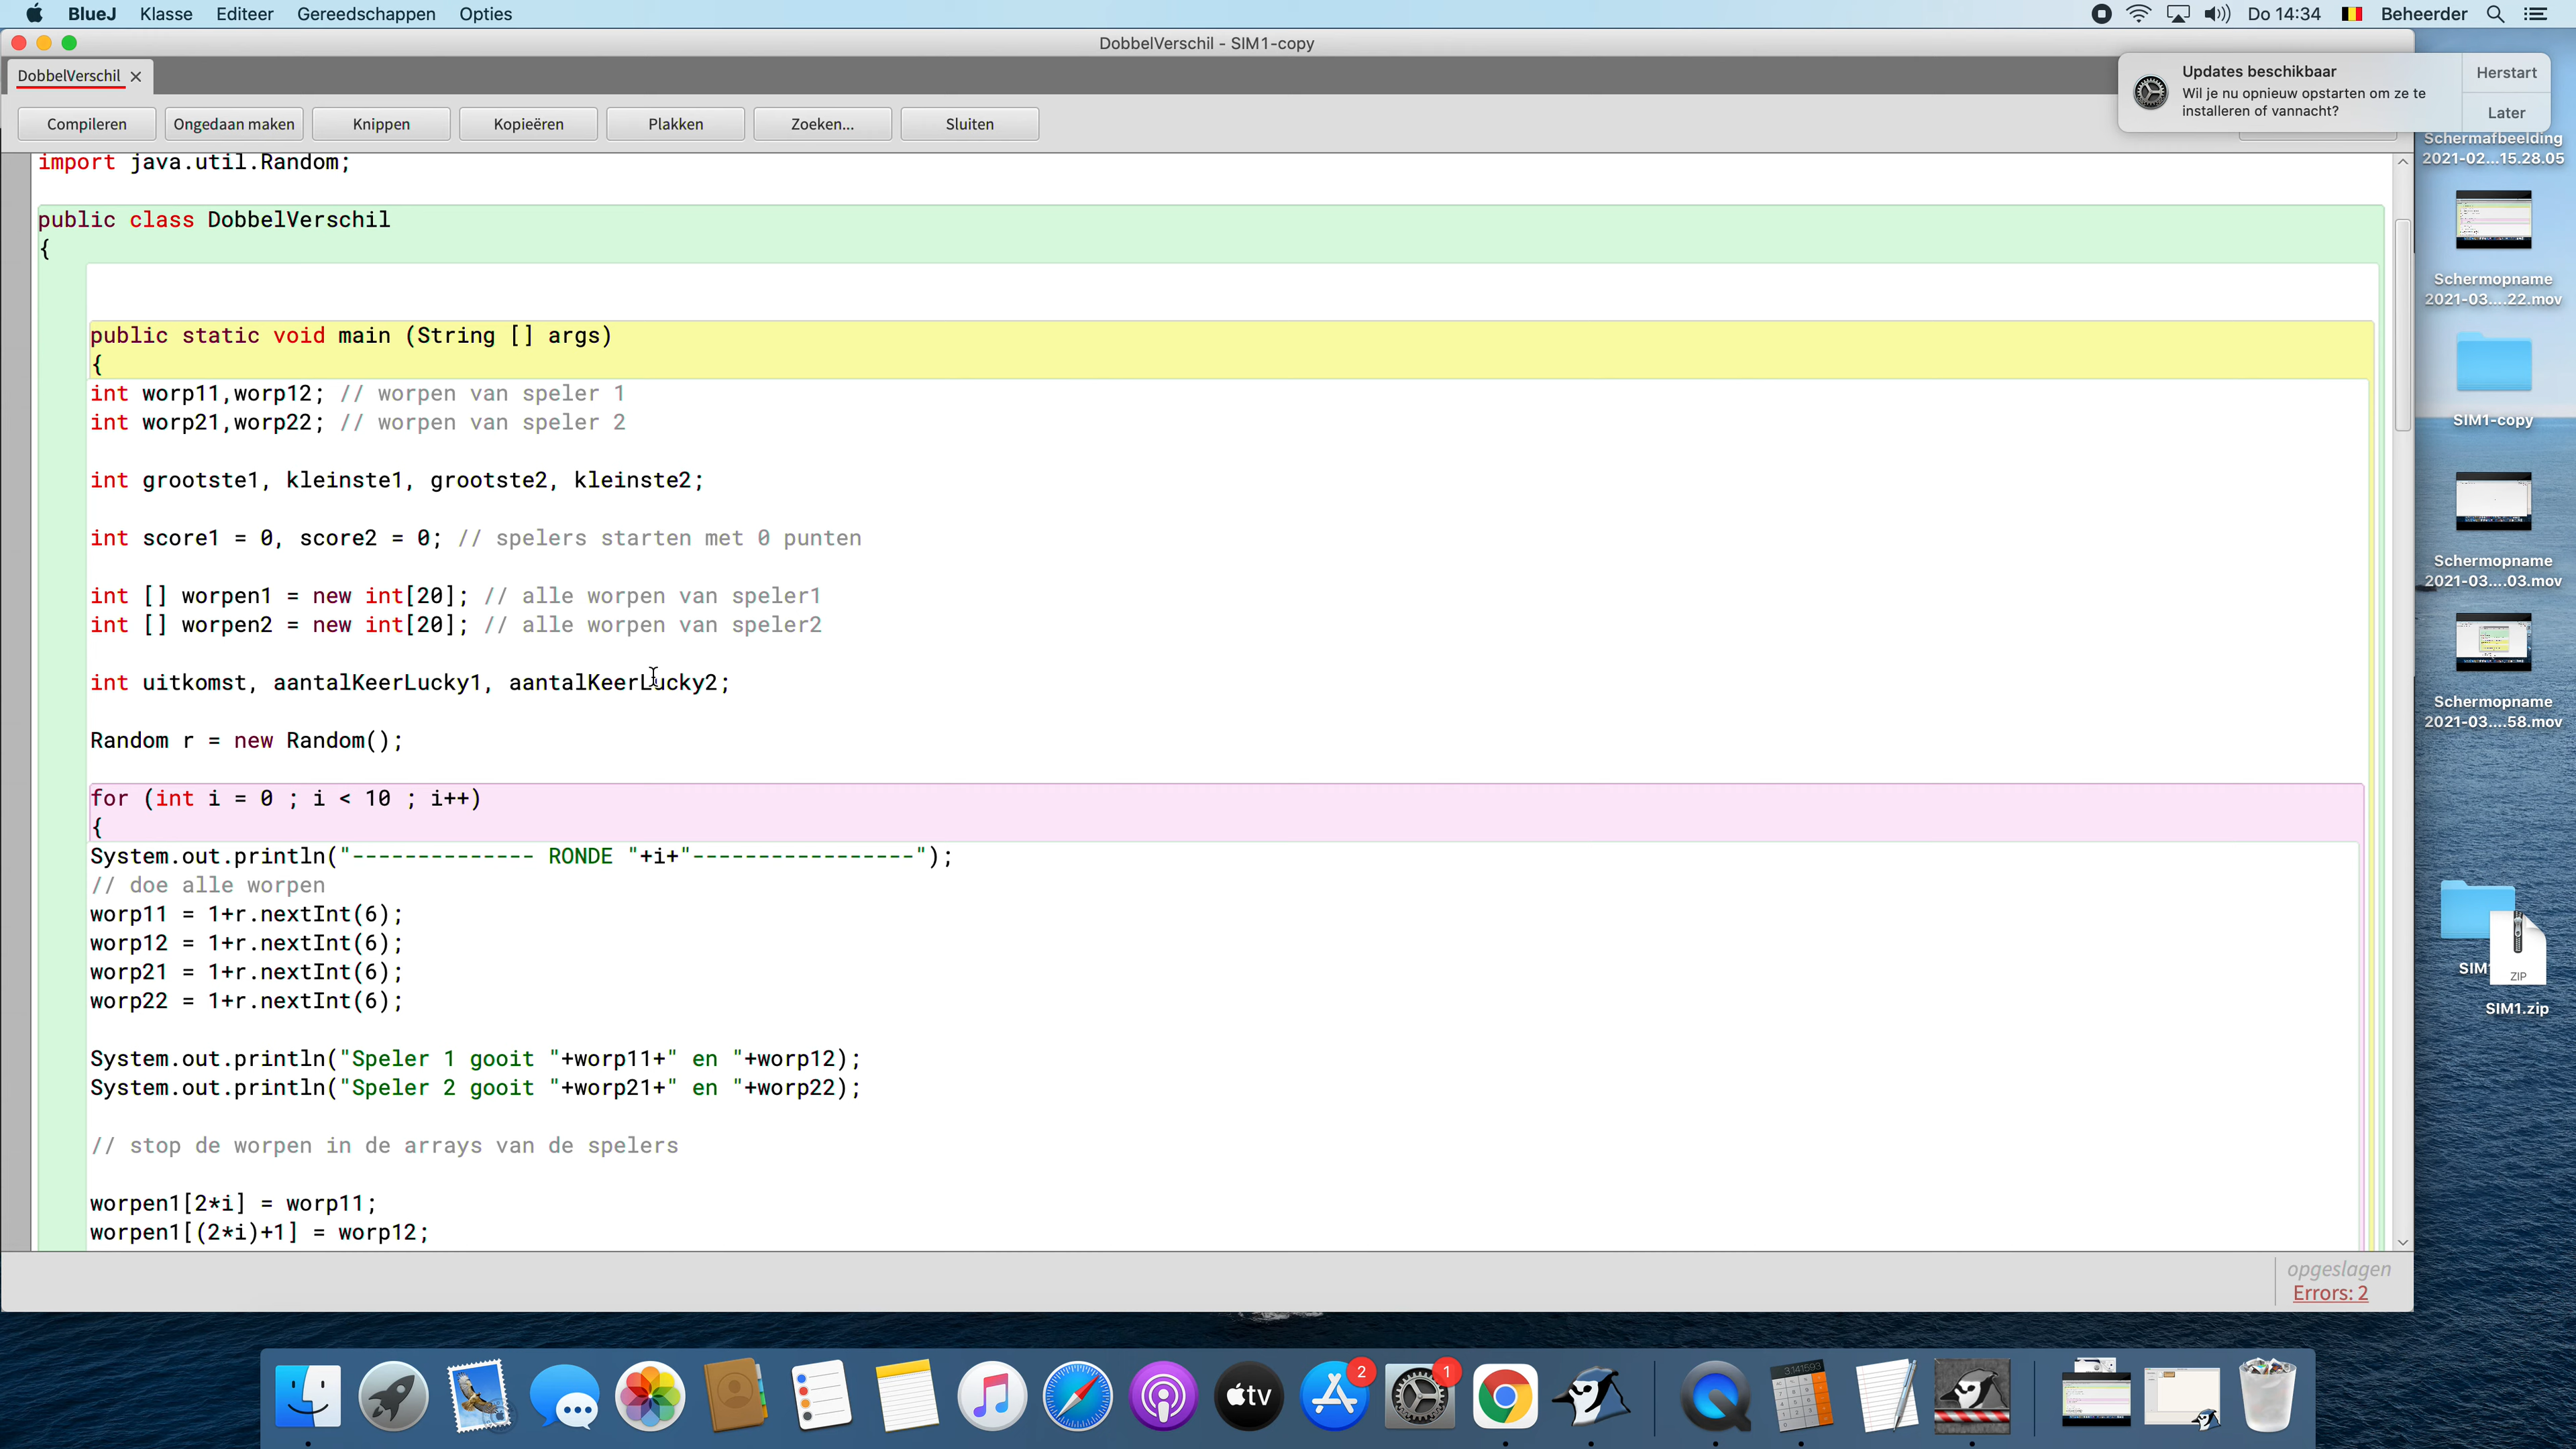 BlueJ Klasse Editeer Gereedschappen Opties
Do 14:34 Beheerder
DobbelVerschil - SIM1-copy
DobbelVerschil
Compileren Ongedaan maken Knippen Kopiëren Plakken Zoeken... Sluiten
Updates beschikbaar
Wil je nu opnieuw opstarten om ze te
installeren of vannacht?
Herstart
Later
import java.util.Random;
public class DobbelVerschil
{
public static void main (String [] args)
{
int worp11,worp12; // worpen van speler 1
int worp21,worp22; // worpen van speler 2
int grootste1, kleinste1, grootste2, kleinste2;
int score1 = 0, score2 = 0; // spelers starten met 0 punten
int [] worpen1 = new int[20]; // alle worpen van speler1
int [] worpen2 = new int[20]; // alle worpen van speler2
int uitkomst, aantalKeerLucky1, aantalKeerLucky2;
Random r = new Random();
for (int i = 0 ; i < 10 ; i++)
{
System.out.println("-------------- RONDE "+i+"-----------------");
// doe alle worpen
worp11 = 1+r.nextInt(6);
worp12 = 1+r.nextInt(6);
worp21 = 1+r.nextInt(6);
worp22 = 1+r.nextInt(6);
System.out.println("Speler 1 gooit "+worp11+" en "+worp12);
System.out.println("Speler 2 gooit "+worp21+" en "+worp22);
// stop de worpen in de arrays van de spelers
worpen1[2*i] = worp11;
worpen1[(2*i)+1] = worp12;
opgeslagen
Errors: 2
Schermafbeelding
2021-02...15.28.05
Schermopname
2021-03....22.mov
SIM1-copy
Schermopname
2021-03....03.mov
Schermopname
2021-03....58.mov
SIM
ZIP
SIM1.zip
tv
2
1
3.141593